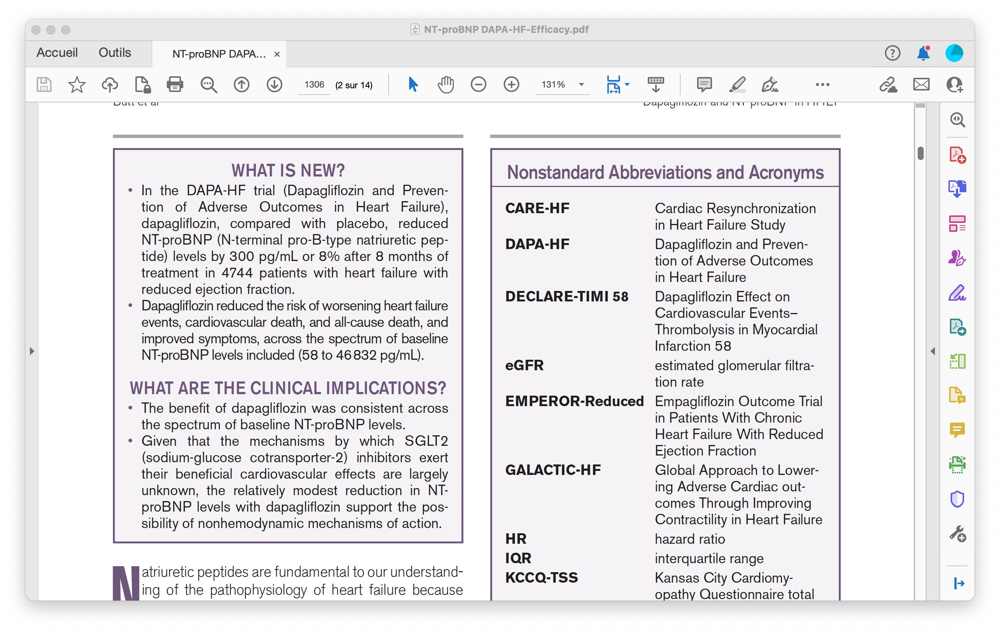 NT-proBNP DAPA-HF-Efficacy.pdf
Accueil
Outils
NT-proBNP DAPA...
1306
(2 sur 14)
131%
Butt et al
Dapagliflozin and NT-proBNP in HFrEF
WHAT IS NEW?
• In the DAPA-HF trial (Dapagliflozin and Preven-
tion of Adverse Outcomes in Heart Failure),
dapagliflozin, compared with placebo, reduced
NT-proBNP (N-terminal pro-B-type natriuretic pep-
tide) levels by 300 pg/mL or 8% after 8 months of
treatment in 4744 patients with heart failure with
reduced ejection fraction.
• Dapagliflozin reduced the risk of worsening heart failure
events, cardiovascular death, and all-cause death, and
improved symptoms, across the spectrum of baseline
NT-proBNP levels included (58 to 46 832 pg/mL).
WHAT ARE THE CLINICAL IMPLICATIONS?
• The benefit of dapagliflozin was consistent across
the spectrum of baseline NT-proBNP levels.
• Given that the mechanisms by which SGLT2
(sodium-glucose cotransporter-2) inhibitors exert
their beneficial cardiovascular effects are largely
unknown, the relatively modest reduction in NT-
proBNP levels with dapagliflozin support the pos-
sibility of nonhemodynamic mechanisms of action.
Natriuretic peptides are fundamental to our understand-
ing of the pathophysiology of heart failure because
Nonstandard Abbreviations and Acronyms
CARE-HF Cardiac Resynchronization
in Heart Failure Study
DAPA-HF Dapagliflozin and Preven-
tion of Adverse Outcomes
in Heart Failure
DECLARE-TIMI 58 Dapagliflozin Effect on
Cardiovascular Events–
Thrombolysis in Myocardial
Infarction 58
eGFR estimated glomerular filtra-
tion rate
EMPEROR-Reduced Empagliflozin Outcome Trial
in Patients With Chronic
Heart Failure With Reduced
Ejection Fraction
GALACTIC-HF Global Approach to Lower-
ing Adverse Cardiac out-
comes Through Improving
Contractility in Heart Failure
HR hazard ratio
IQR interquartile range
KCCQ-TSS Kansas City Cardiomy-
opathy Questionnaire total